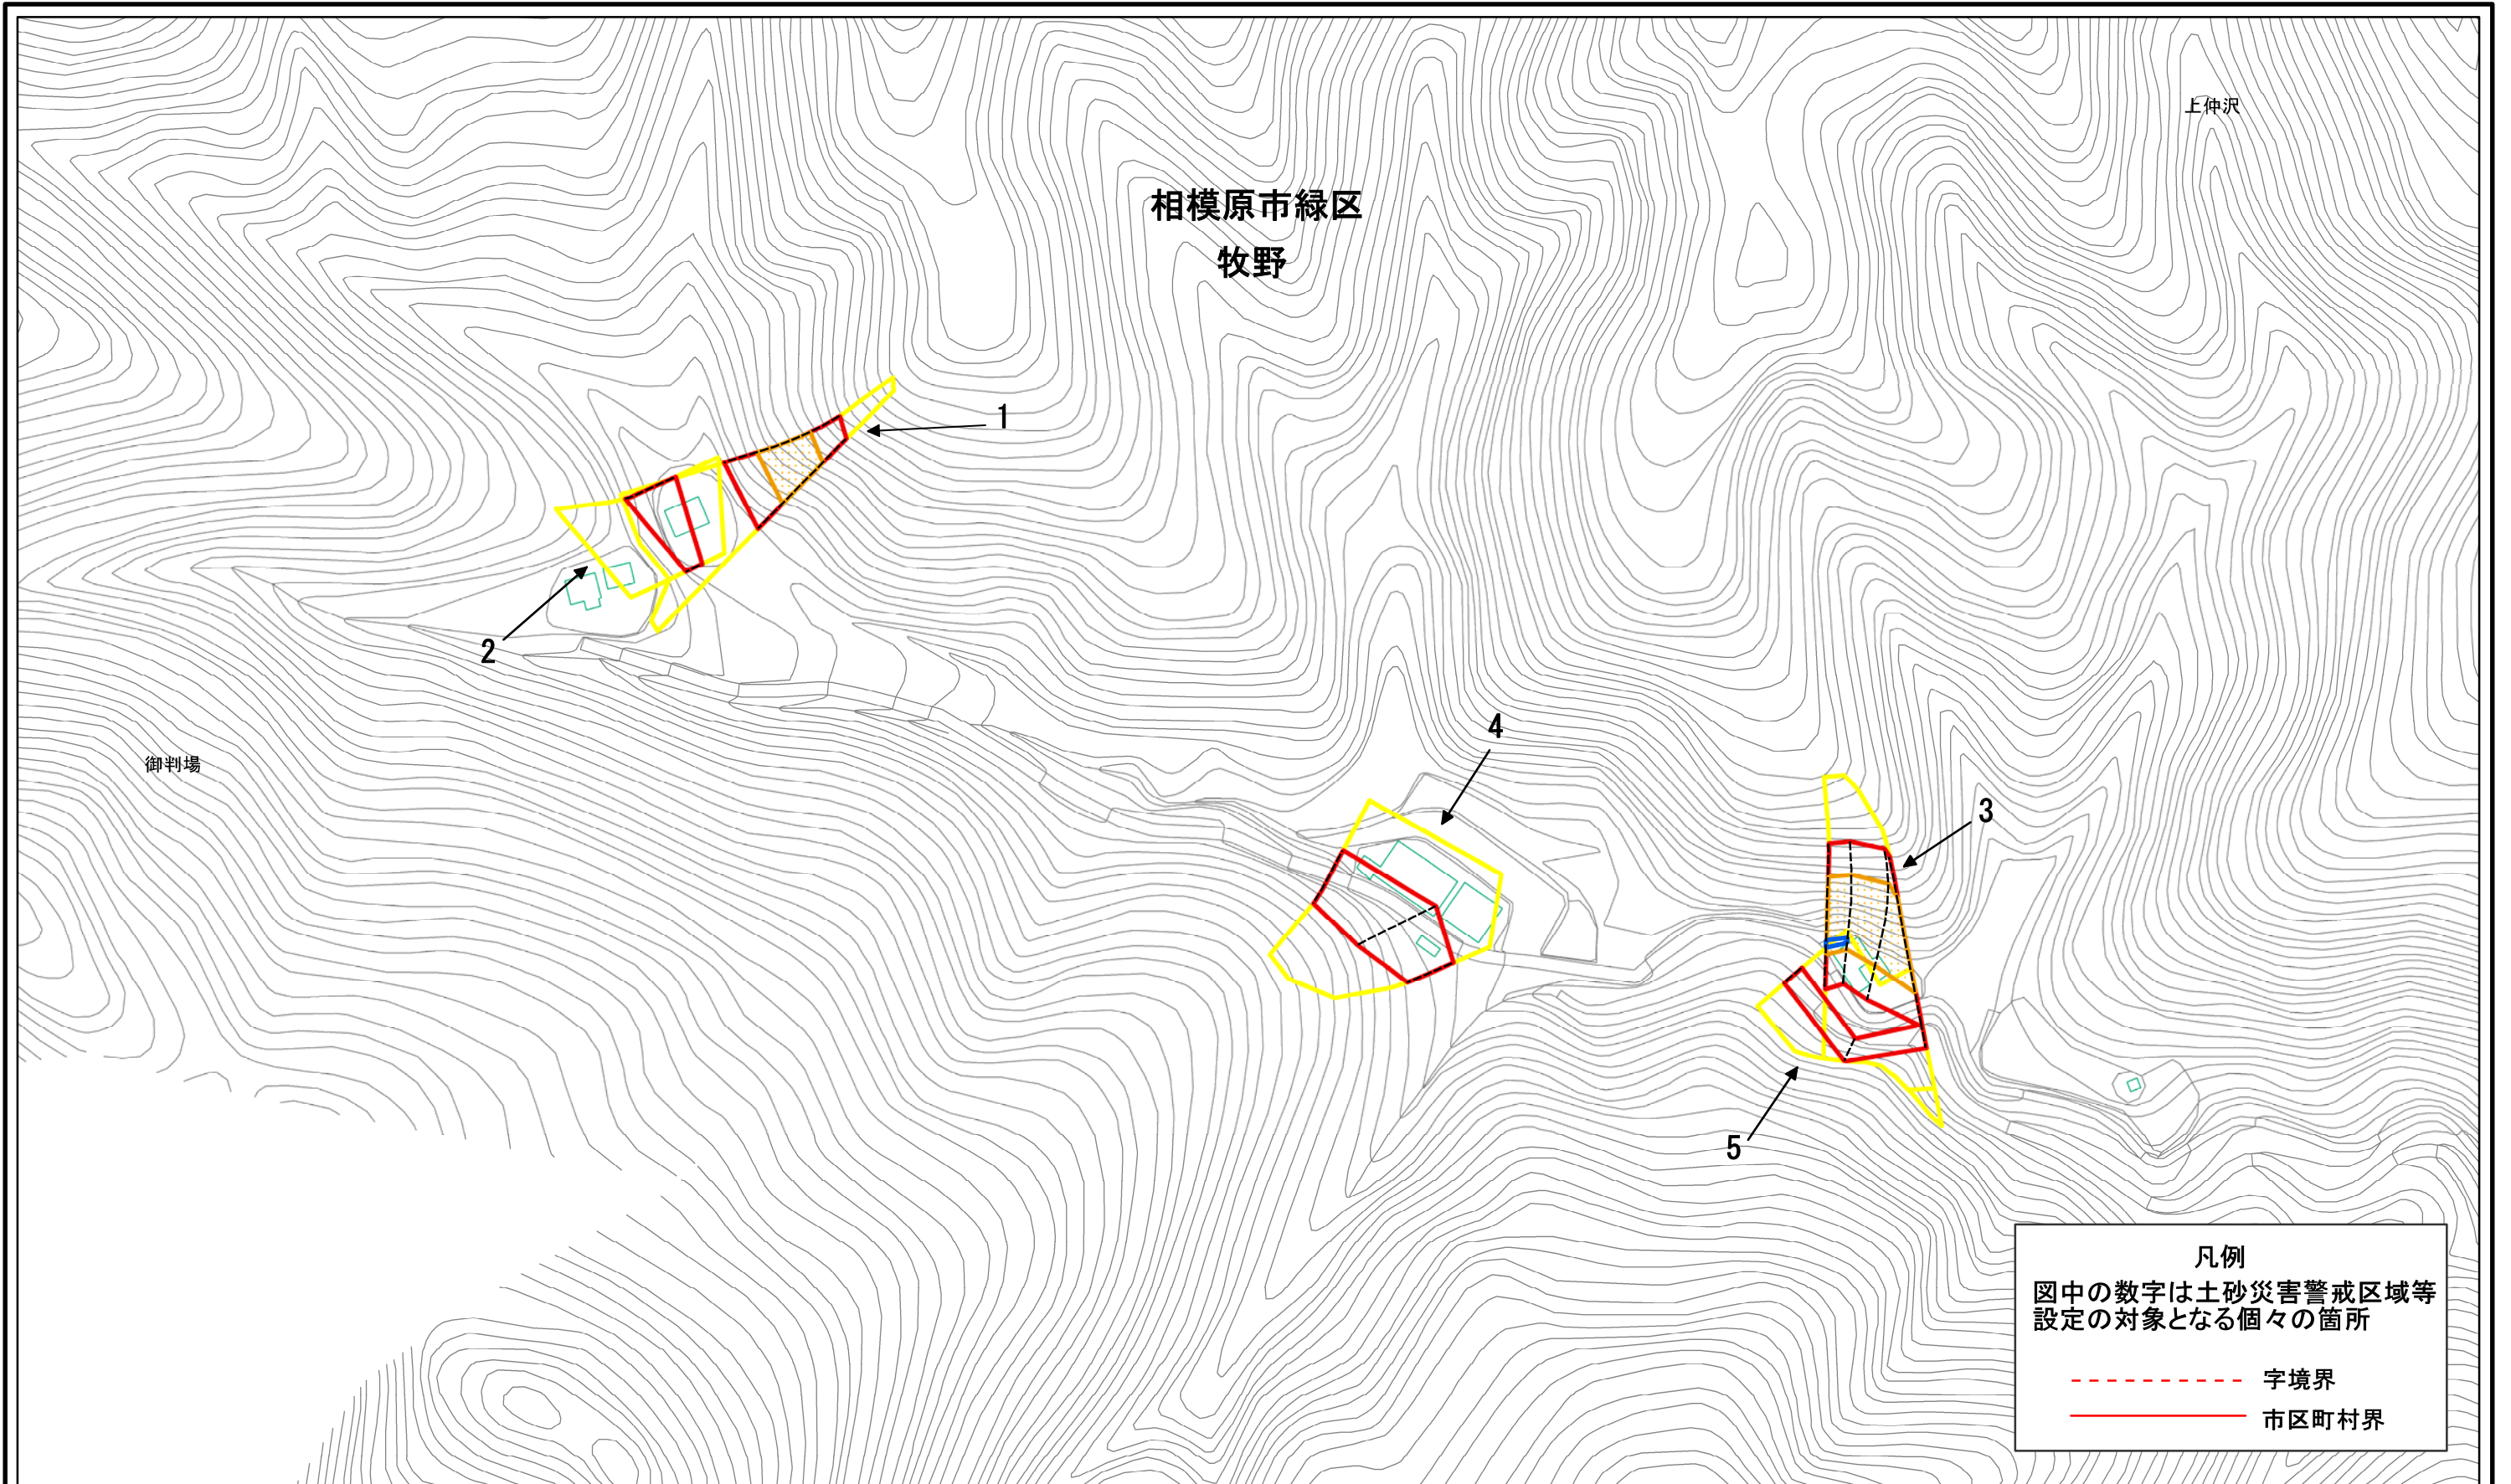 上仲沢
相模原市緑区
牧野
1
2
4
3
御判場
5
凡例
図中の数字は土砂災害警戒区域等
設定の対象となる個々の箇所
字境界
市区町村界